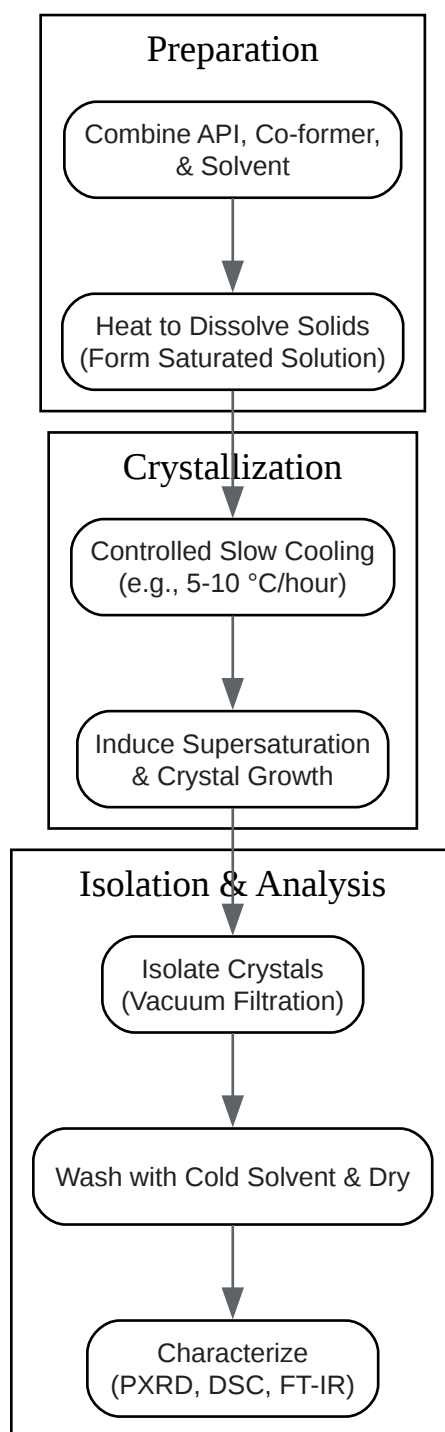 Preparation
Combine API, Co-former,
& Solvent
Heat to Dissolve Solids
(Form Saturated Solution)
Crystallization
Controlled Slow Cooling
(e.g., 5-10 °C/hour)
Induce Supersaturation
& Crystal Growth
Isolation & Analysis
Isolate Crystals
(Vacuum Filtration)
Wash with Cold Solvent & Dry
Characterize
(PXRD, DSC, FT-IR)